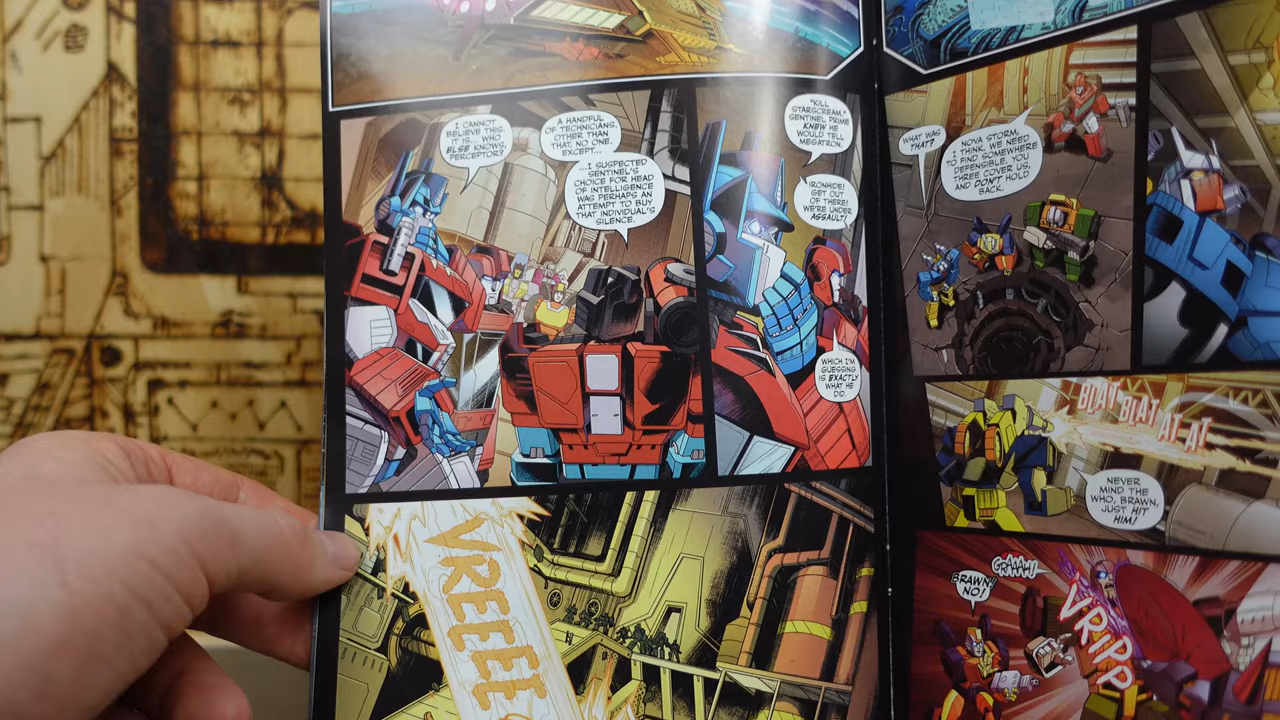 I CANNOT
BELIEVE THIS.
IT IS... WHO
ELSE KNOWS,
PERCEPTOR?
A HANDFUL
OF TECHNICIANS.
OTHER THAN
THAT, NO ONE.
EXCEPT...
...I SUSPECTED
SENTINEL'S
CHOICE FOR HEAD
OF INTELLIGENCE
WAS PERHAPS AN
ATTEMPT TO BUY
THAT INDIVIDUAL'S
SILENCE.
"KILL
STARSCREAM,"
SENTINEL PRIME
KNEW HE
WOULD TELL
MEGATRON.
IRONHIDE!
GET OUT
OF THERE!
WE'RE UNDER
ASSAULT!
WHICH I'M
GUESSING
IS EXACTLY
WHAT HE
DID.
VREEEE
WHAT WAS
THAT?
NOVA STORM,
I THINK. WE NEED
TO FIND SOMEWHERE
DEFENSIBLE. YOU
THREE COVER US,
AND DON'T HOLD
BACK.
BLAT BLAT AT AT
NEVER
MIND THE
WHO, BRAWN,
JUST HIT
HIM!
GRAAAH!
BRAWN!
NO!
VRIPP